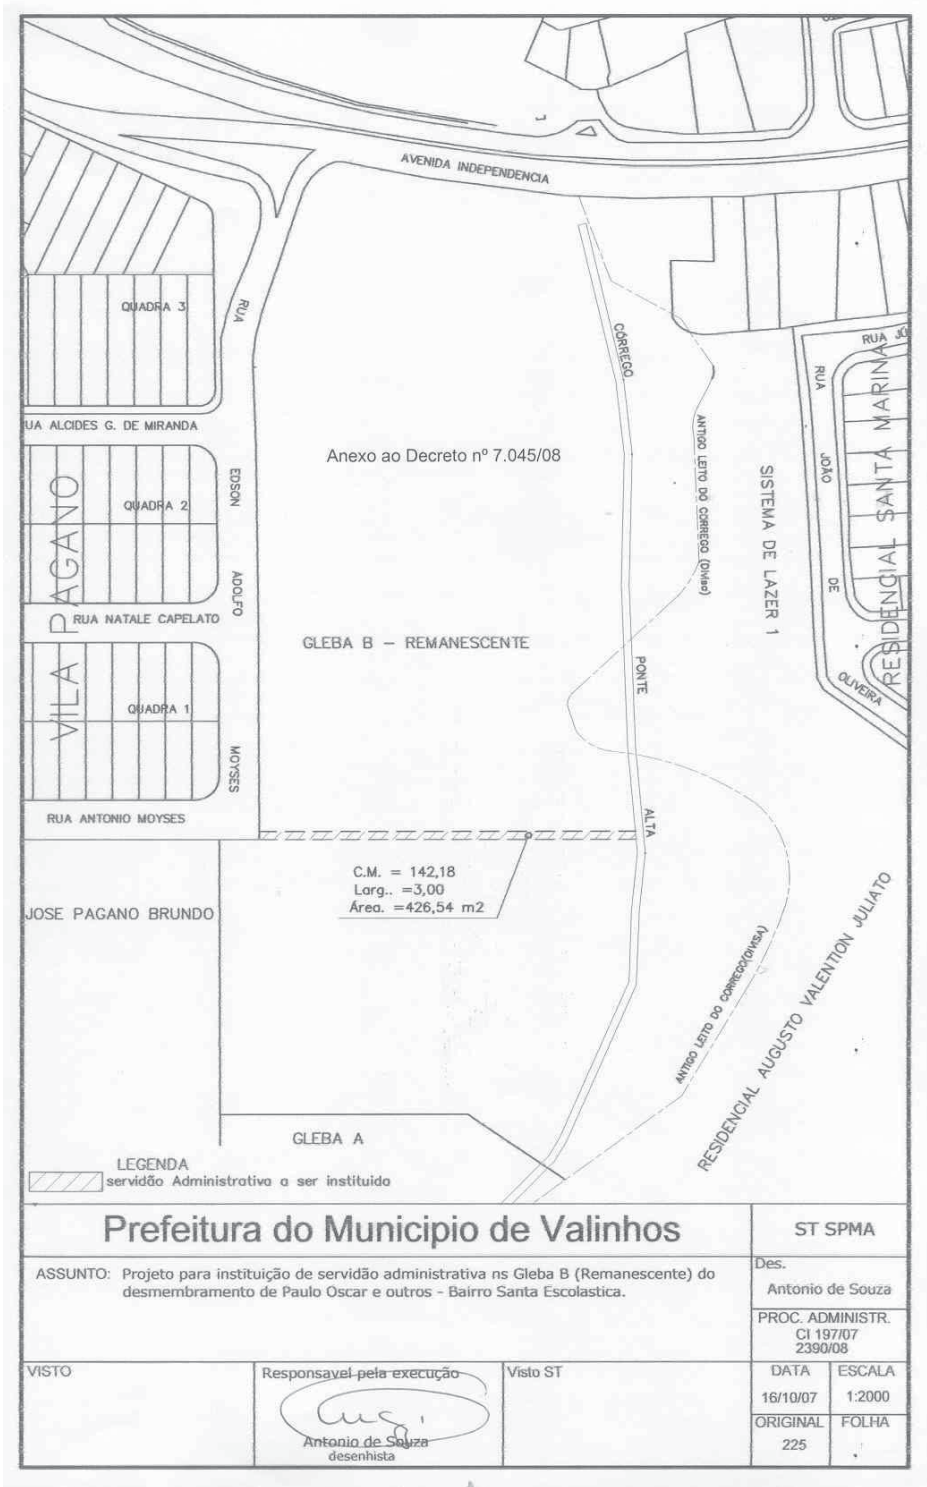 AVENIDA INDEPENDENCIA
QUADRA 3
RUA
CÓRREGO
RUA
UA ALCIDES G. DE MIRANDA
Anexo ao Decreto nº 7.045/08
ANTIGO LEITO DO CORREGO (Divisa)
SISTEMA DE LAZER 1
JOÃO
RESIDENCIAL SANTA MARINA
EDSON
QUADRA 2
VILA PAGANO
ADOLFO
DE
RUA NATALE CAPELATO
GLEBA B - REMANESCENTE
PONTE
OLIVEIRA
QUADRA 1
MOYSES
RUA ANTONIO MOYSES
ALTA
C.M. = 142,18
Larg.. =3,00
Área. =426,54 m2
JOSE PAGANO BRUNDO
ANTIGO LEITO DO CORREGO(DIVISA)
RESIDENCIAL AUGUSTO VALENTION JULIATO
GLEBA A
LEGENDA
servidão Administrativa a ser instituida
Prefeitura do Municipio de Valinhos
ST SPMA
ASSUNTO: Projeto para instituição de servidão administrativa ns Gleba B (Remanescente) do
desmembramento de Paulo Oscar e outros - Bairro Santa Escolastica.
Des.
Antonio de Souza
PROC. ADMINISTR.
CI 197/07
2390/08
VISTO
Responsavel pela execução
Antonio de Souza
desenhista
Visto ST
DATA
16/10/07
ESCALA
1:2000
ORIGINAL
225
FOLHA